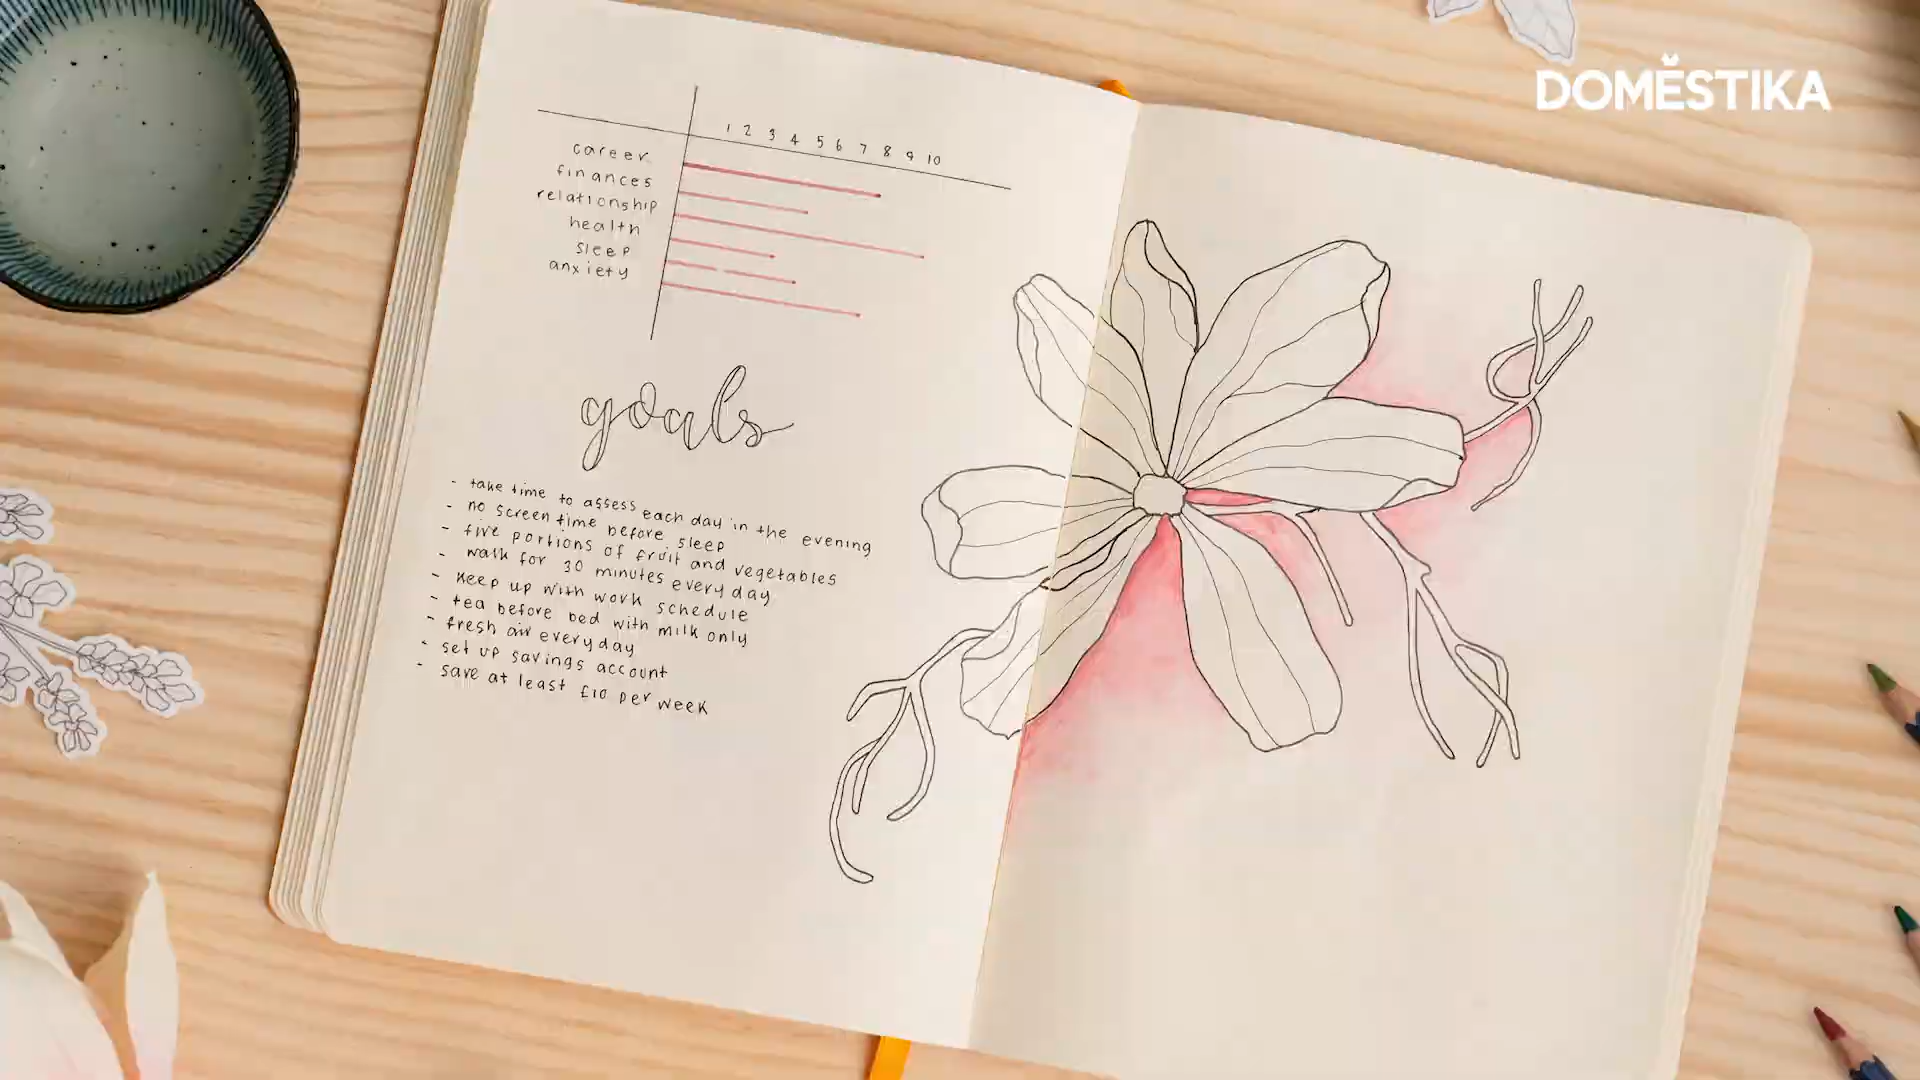 DOMĚSTIKA
1 2 3 4 5 6 7 8 9 10
career
finances
relationship
health
sleep
anxiety
goals
- take time to assess each day in the evening
- no screen time before sleep
- five portions of fruit and vegetables
- walk for 30 minutes every day
- keep up with work schedule
- tea before bed with milk only
- fresh air everyday
- set up savings account
- save at least £10 per week